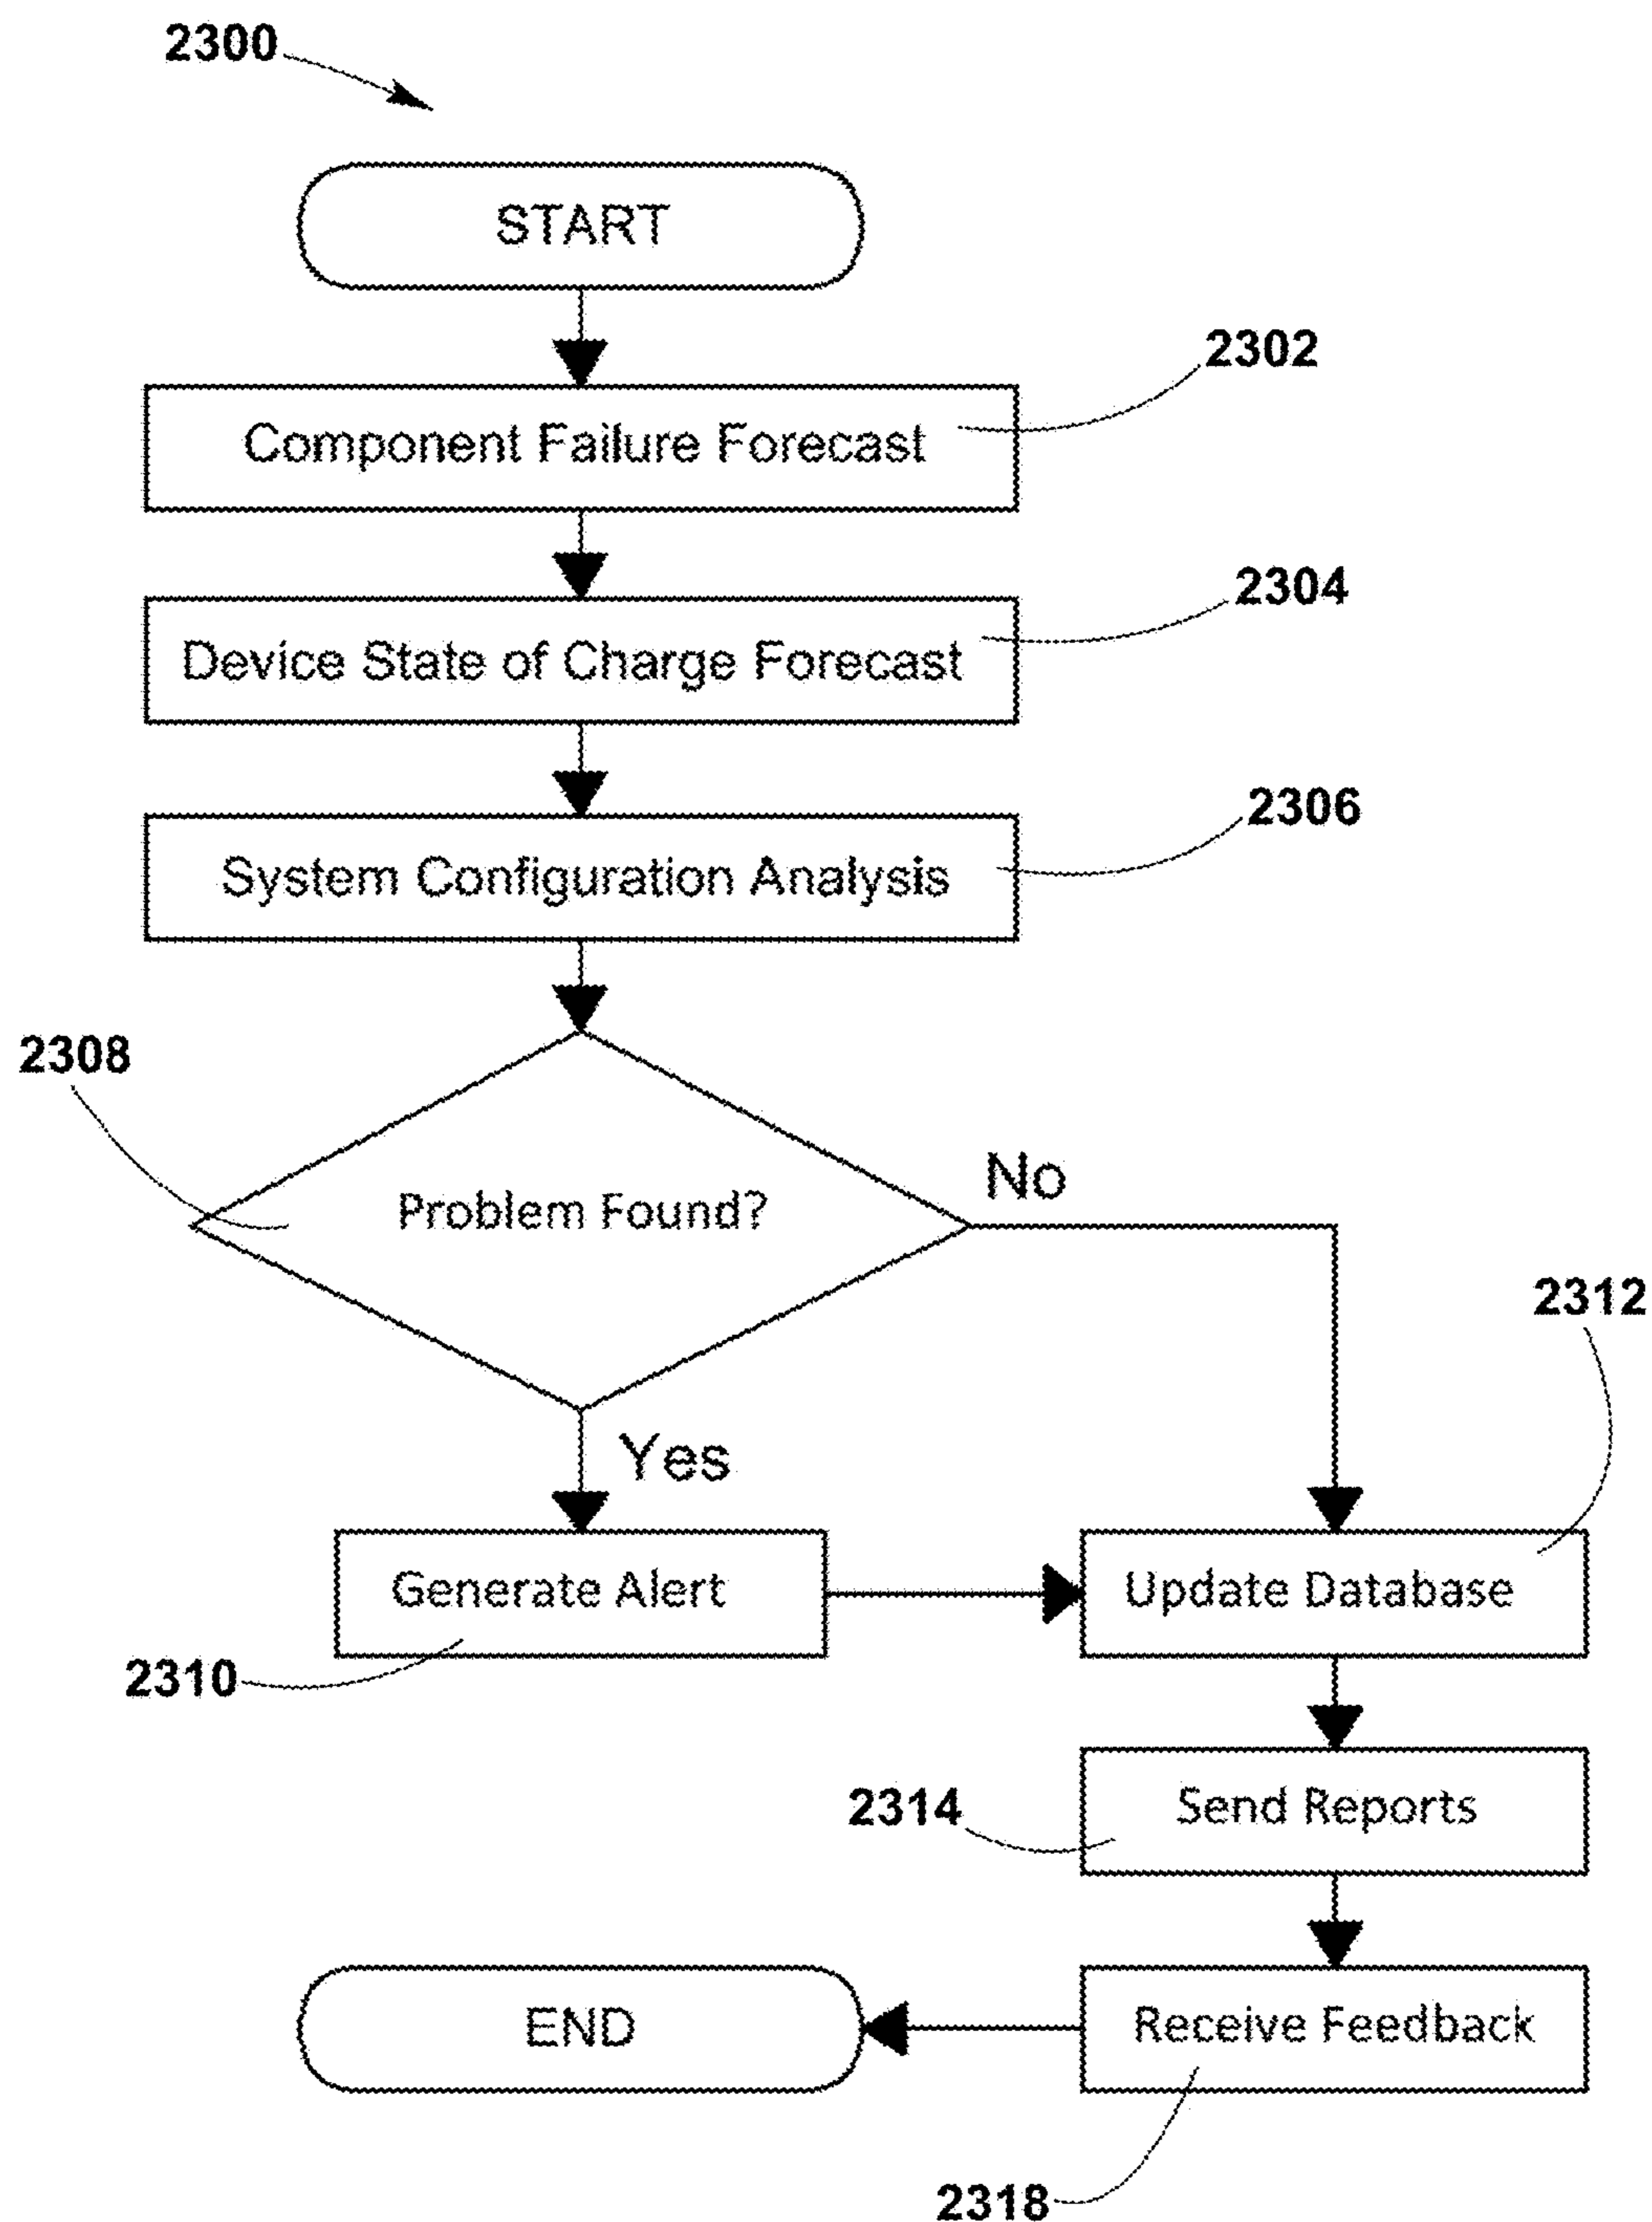 2300
START
2302
Component Failure Forecast
2304
Device State of Charge Forecast
2306
System Configuration Analysis
2308
Problem Found?
No
2312
Yes
Generate Alert
Update Database
2310
2314
Send Reports
END
Receive Feedback
2318